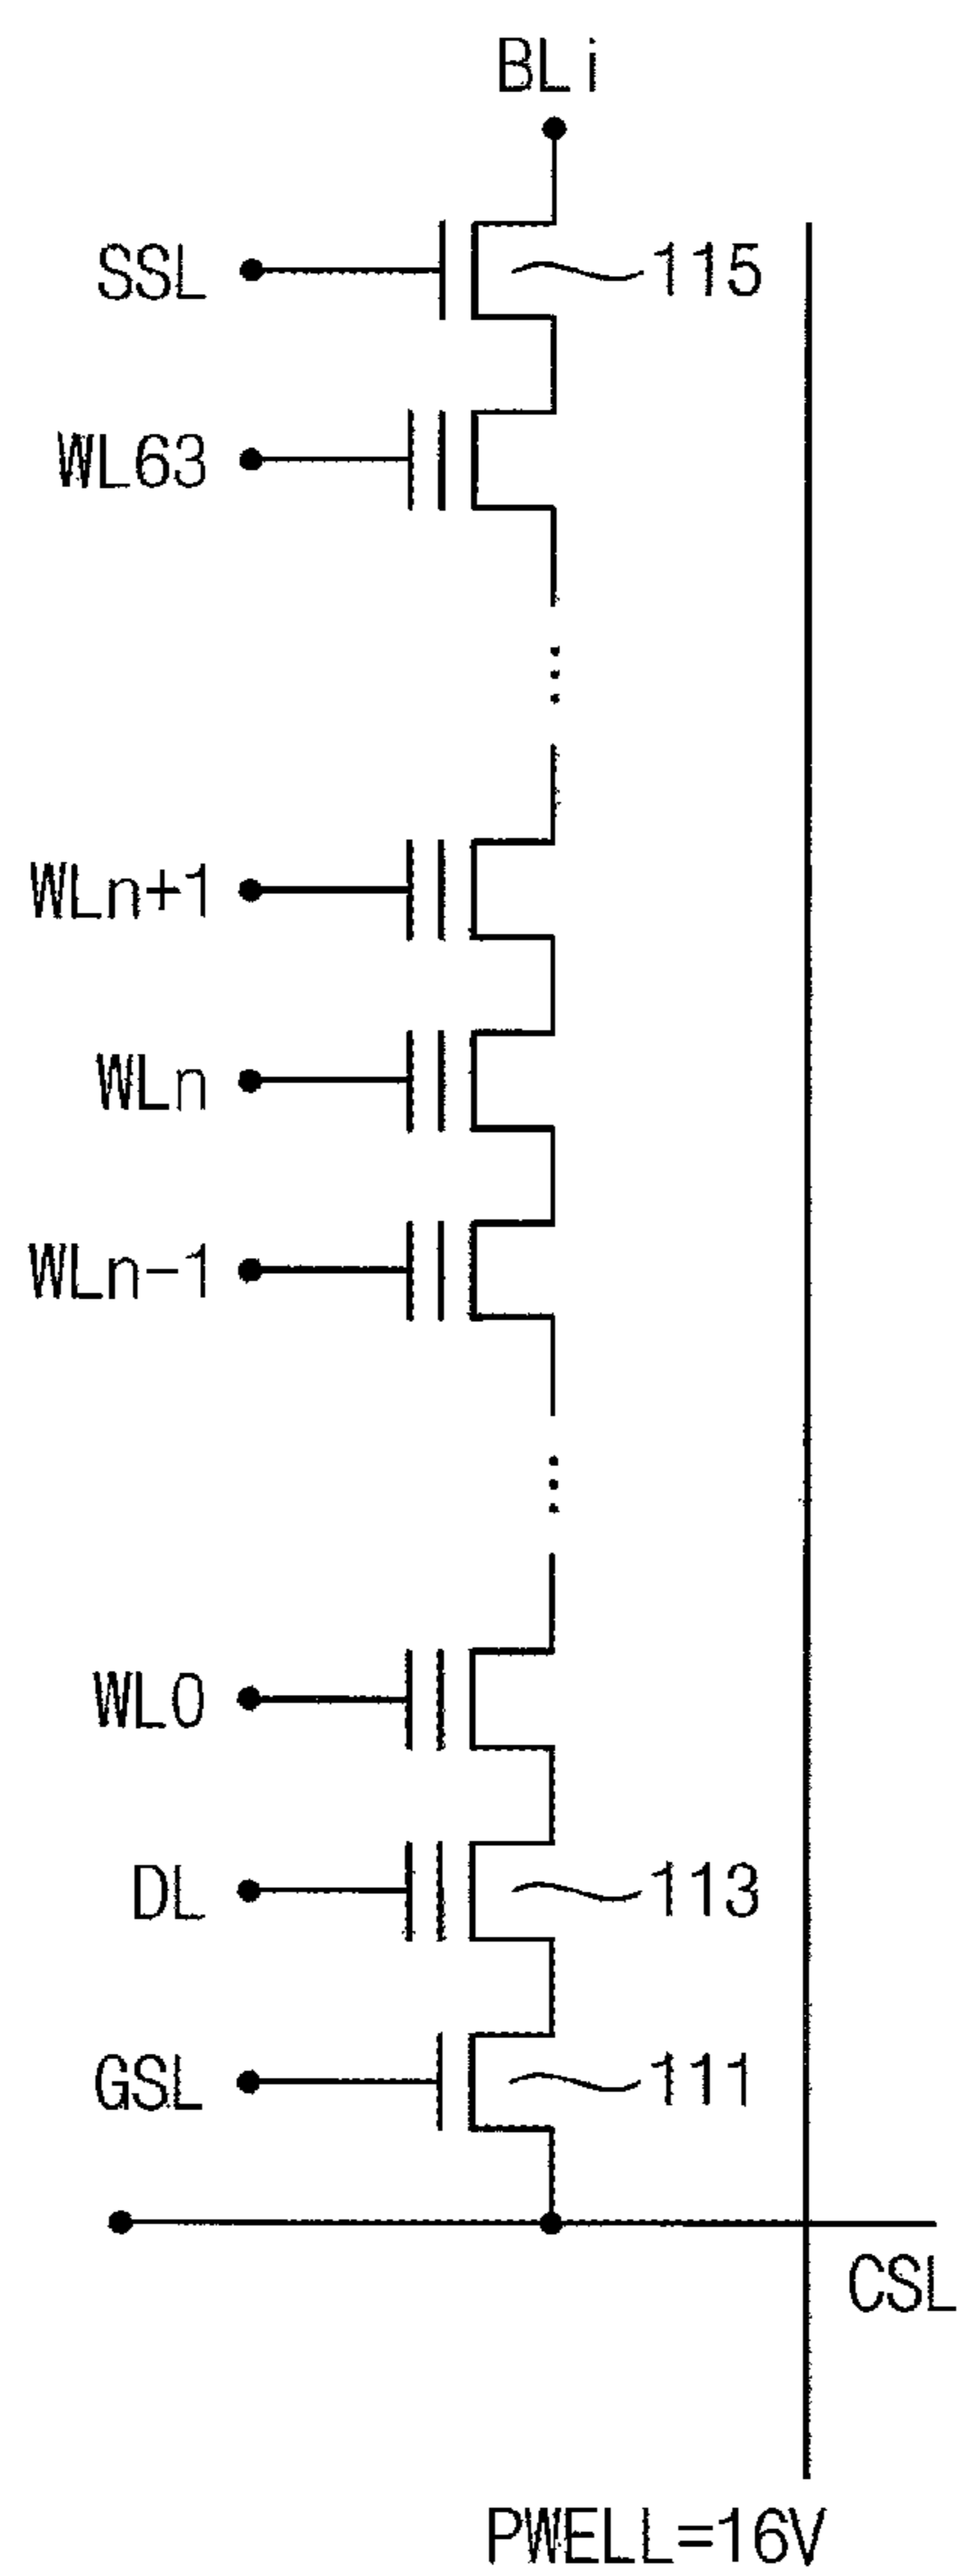 BLi
SSL 115
WL63
WLn+1
WLn
WLn-1
WL0
DL 113
GSL 111
CSL
PWELL=16V